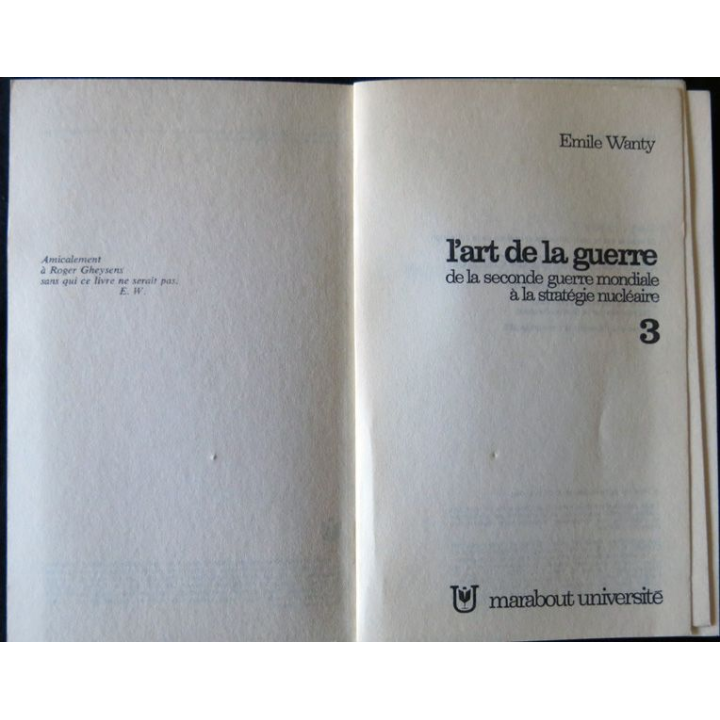 Amicalement
à Roger Gheysens
sans qui ce livre ne serait pas.
E. W.
Emile Wanty
l'art de la guerre
de la seconde guerre mondiale
à la stratégie nucléaire
3
marabout université